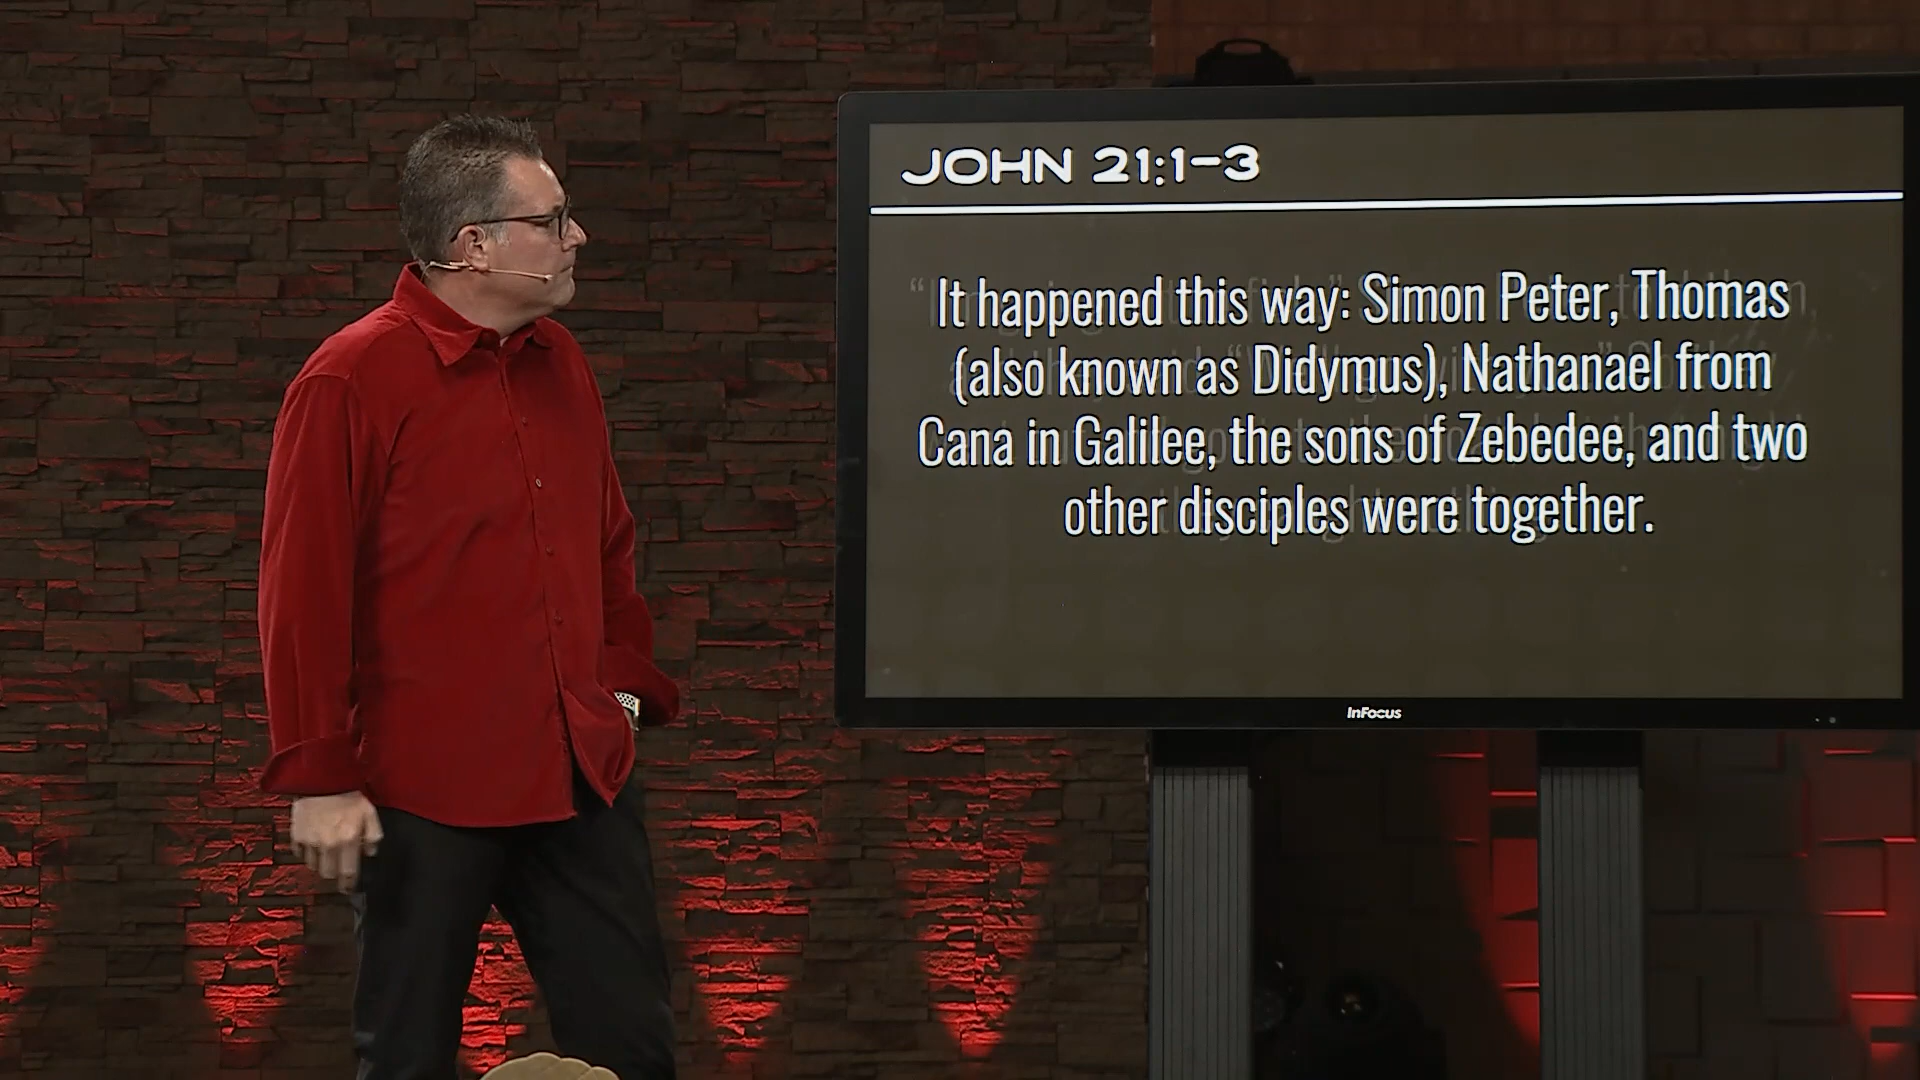 JOHN 21:1-3
It happened this way: Simon Peter, Thomas
(also known as Didymus), Nathanael from
Cana in Galilee, the sons of Zebedee, and two
other disciples were together.
InFocus